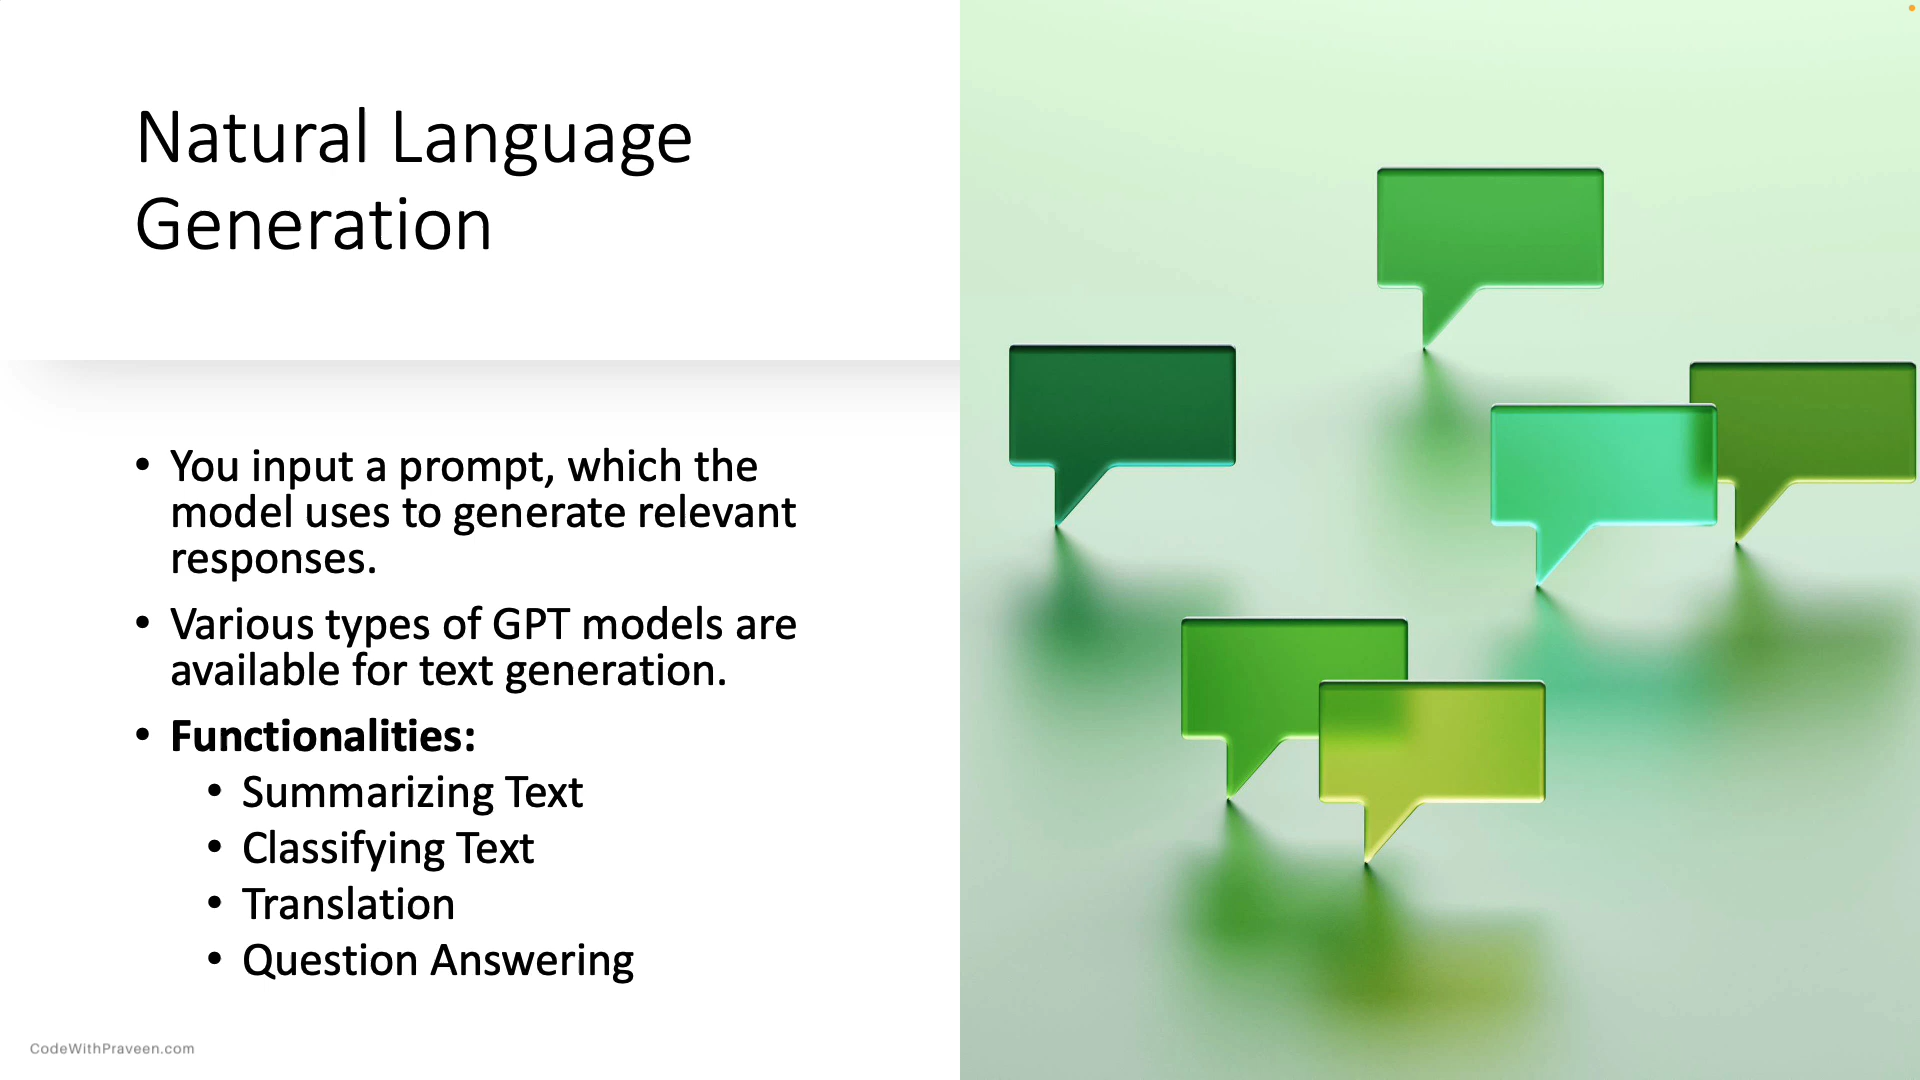 Natural Language
Generation
• You input a prompt, which the
model uses to generate relevant
responses.
• Various types of GPT models are
available for text generation.
• Functionalities:
• Summarizing Text
• Classifying Text
• Translation
• Question Answering
CodeWithPraveen.com